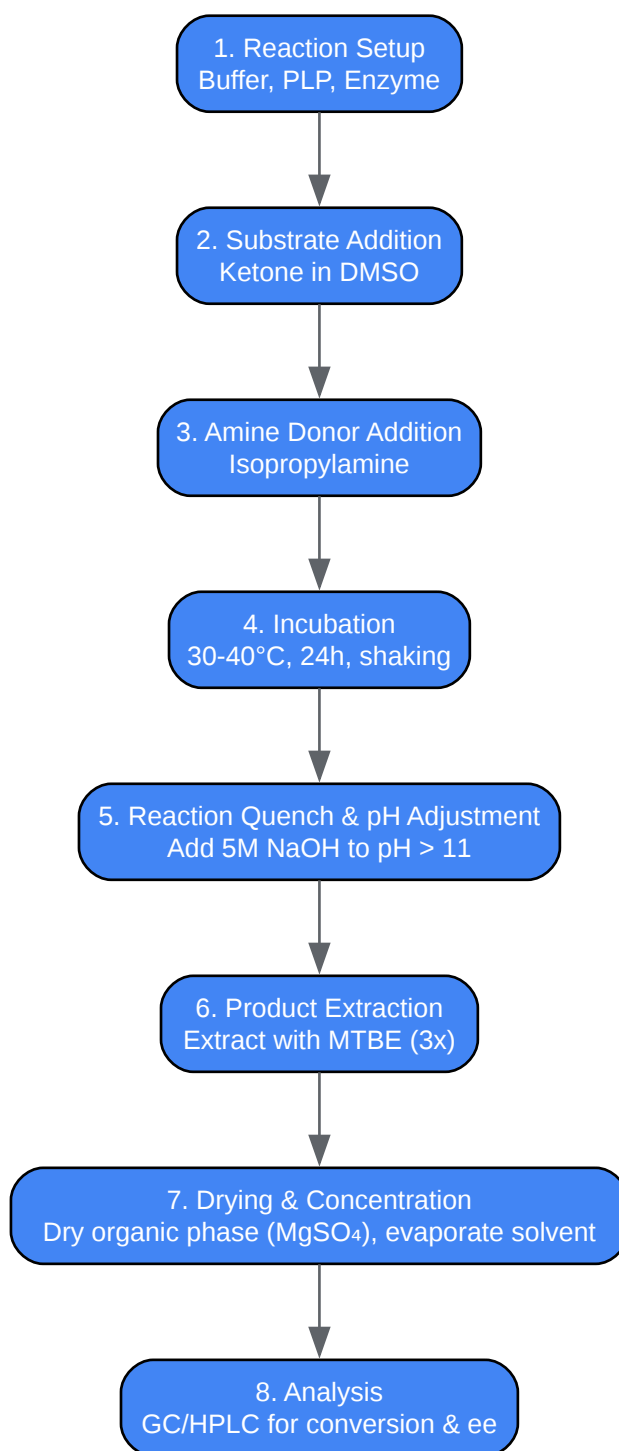 1. Reaction Setup
Buffer, PLP, Enzyme
2. Substrate Addition
Ketone in DMSO
3. Amine Donor Addition
Isopropylamine
4. Incubation
30-40°C, 24h, shaking
5. Reaction Quench & pH Adjustment
Add 5M NaOH to pH > 11
6. Product Extraction
Extract with MTBE (3x)
7. Drying & Concentration
Dry organic phase (MgSO₄), evaporate solvent
8. Analysis
GC/HPLC for conversion & ee